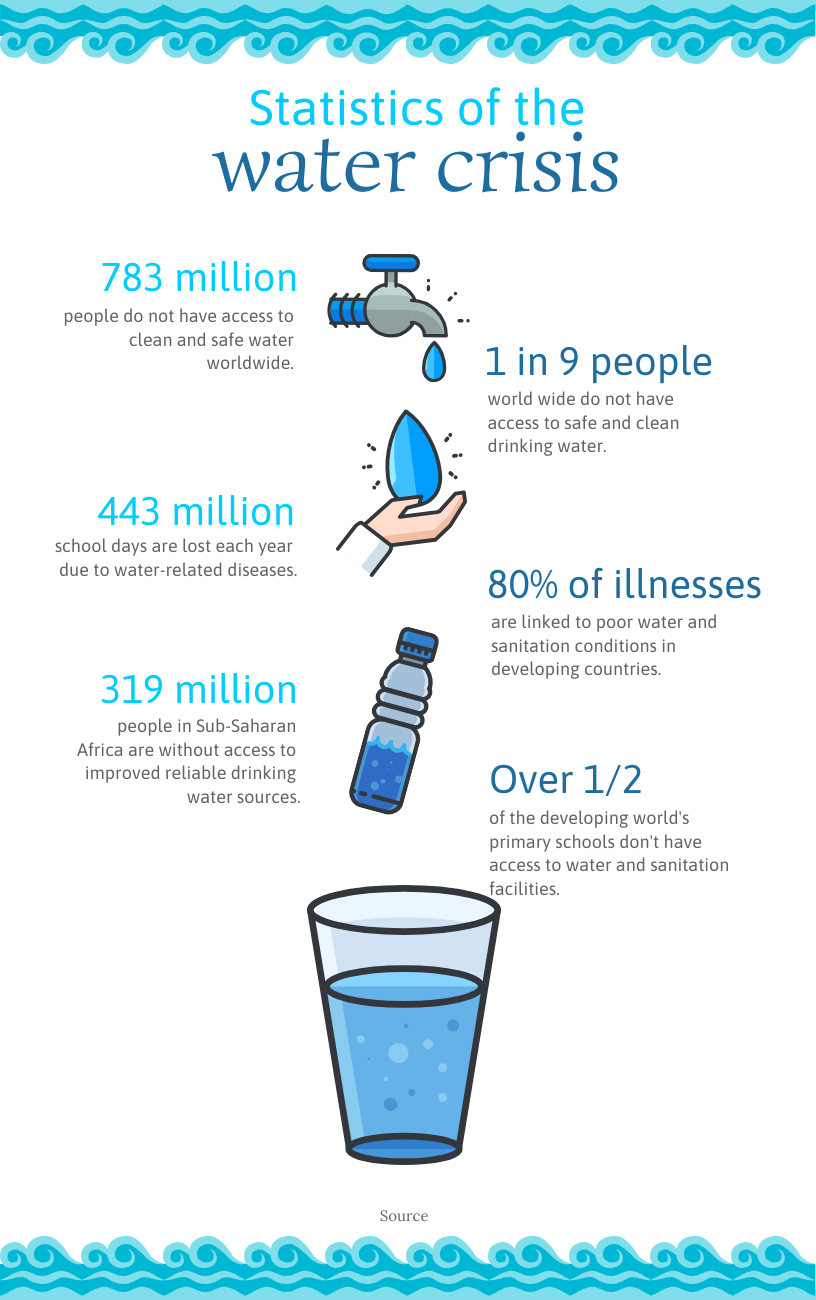 Statistics of the
water crisis
783 million
people do not have access to
clean and safe water
worldwide.
1 in 9 people
world wide do not have
access to safe and clean
drinking water.
443 million
school days are lost each year
due to water-related diseases.
80% of illnesses
are linked to poor water and
sanitation conditions in
developing countries.
319 million
people in Sub-Saharan
Africa are without access to
improved reliable drinking
water sources.
Over 1/2
of the developing world's
primary schools don't have
access to water and sanitation
facilities.
Source